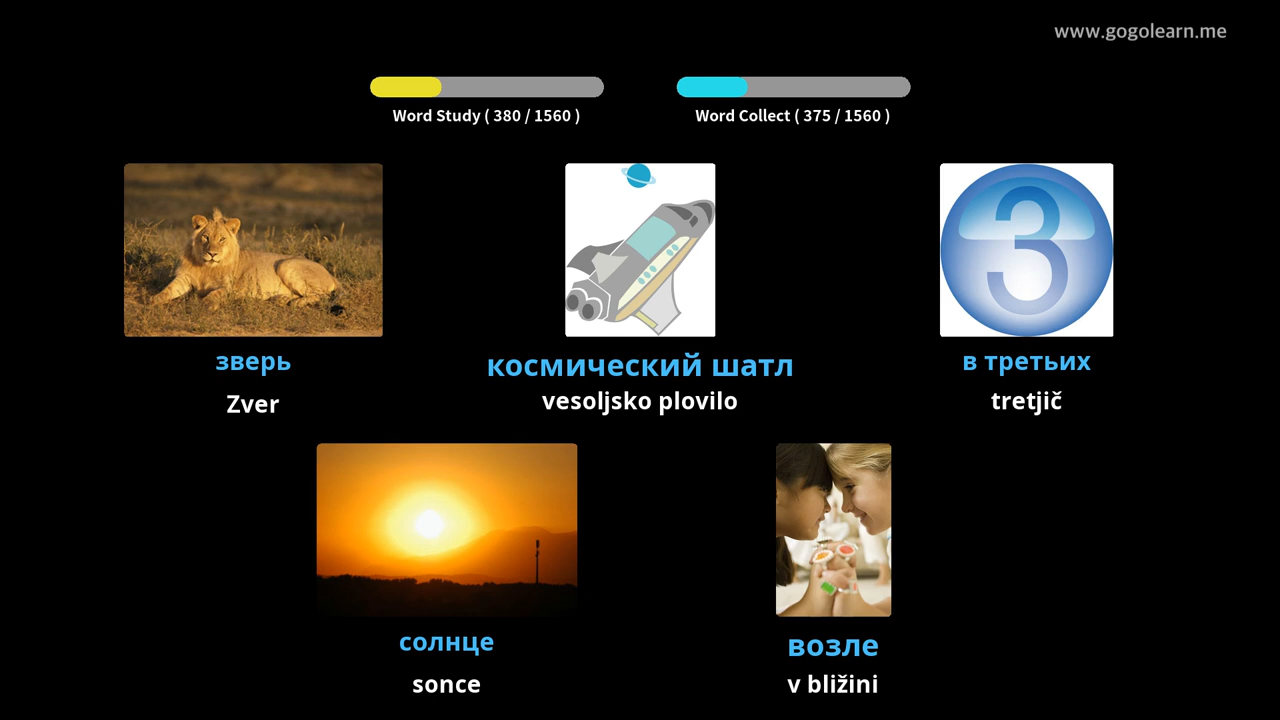 www.gogolearn.me
Word Study ( 380 / 1560 )
Word Collect ( 375 / 1560 )
3
зверь
космический шатл
в третьих
Zver
vesoljsko plovilo
tretjič
солнце
возле
sonce
v bližini